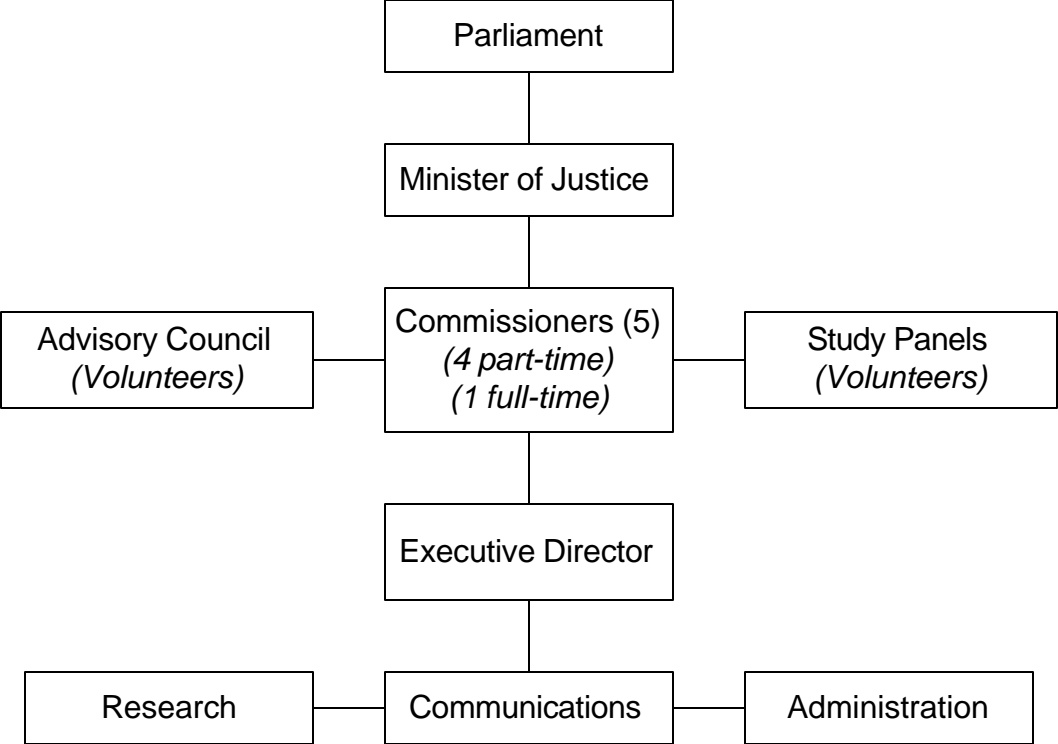 Parliament
Minister of Justice
Advisory Council
(Volunteers)
Commissioners (5)
(4 part-time)
(1 full-time)
Study Panels
(Volunteers)
Executive Director
Research
Communications
Administration